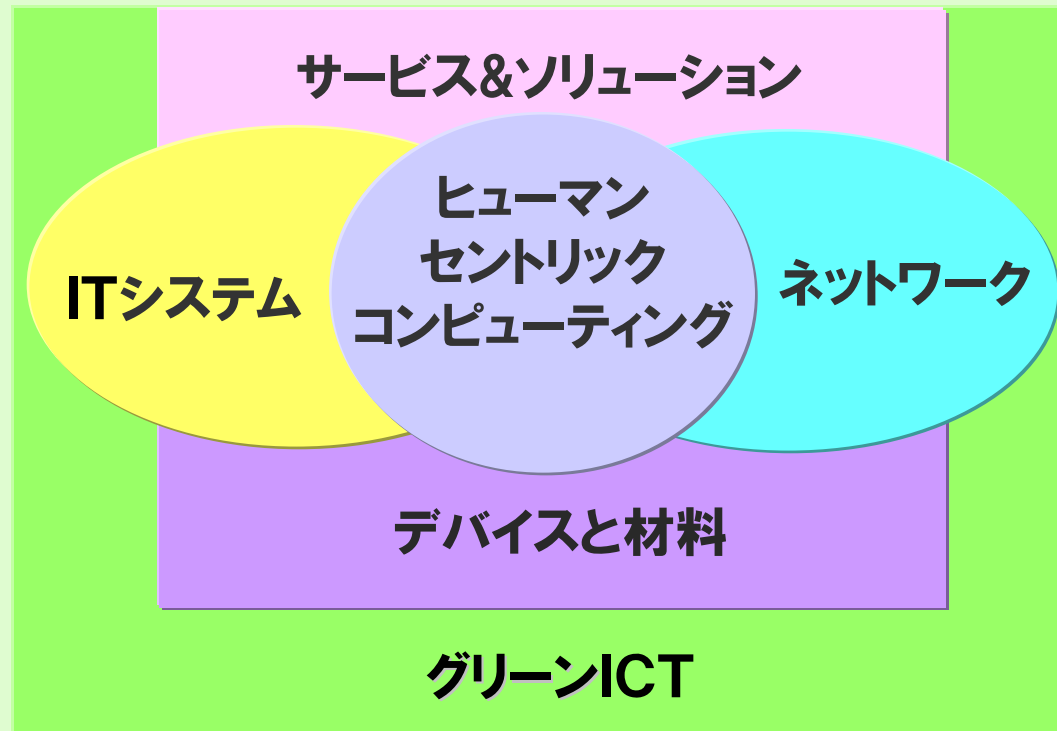 サービス&ソリューション
ITシステム
ヒューマン
セントリック
コンピューティング
ネットワーク
デバイスと材料
グリーンICT